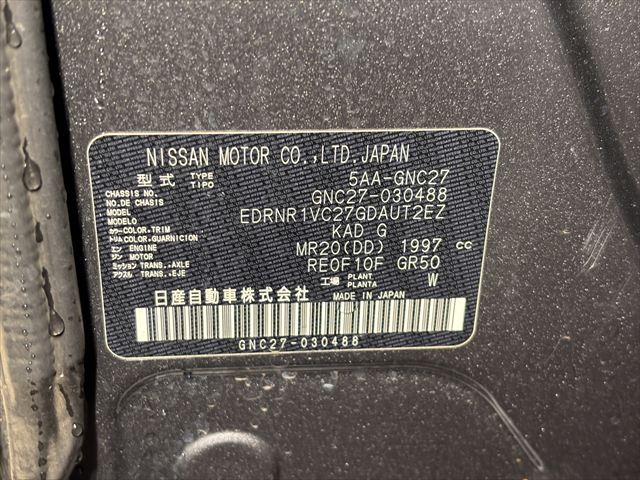 NISSAN MOTOR CO.,LTD.JAPAN
型式 TYPE TIPO 5AA-GNC27
CHASSIS NO. NO.DE CHASIS GNC27-030488
MODEL MODELO EDRNR1VC27GDAUT2EZ
カラー COLOR,TRIM トリム COLOR,GUARNICION KAD G
エンジン ENGINE MOTOR MR20(DD) 1997 cc
ミッション TRANS.,AXLE アクスル TRANS.,EJE RE0F10F GR50
工場 PLANT PLANTA W
日産自動車株式会社 MADE IN JAPAN
GNC27-030488